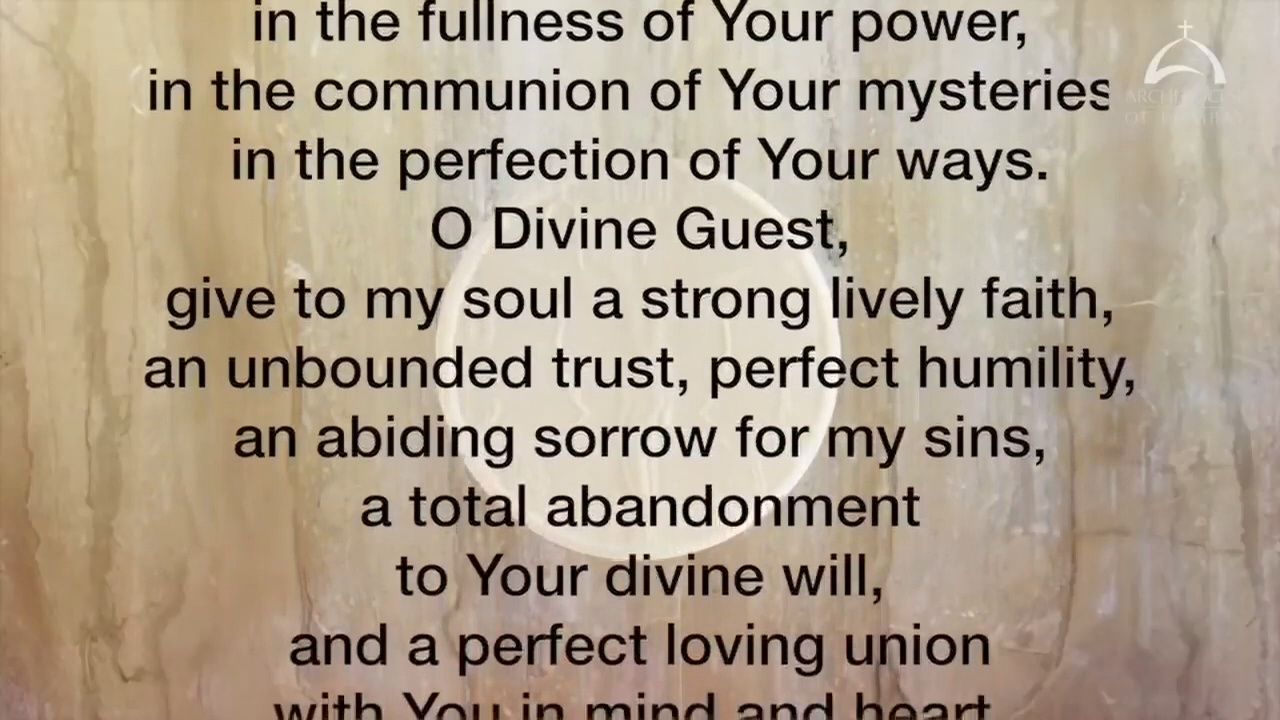 in the fullness of Your power,
in the communion of Your mysteries
in the perfection of Your ways.
O Divine Guest,
give to my soul a strong lively faith,
an unbounded trust, perfect humility,
an abiding sorrow for my sins,
a total abandonment
to Your divine will,
and a perfect loving union
with You in mind and heart